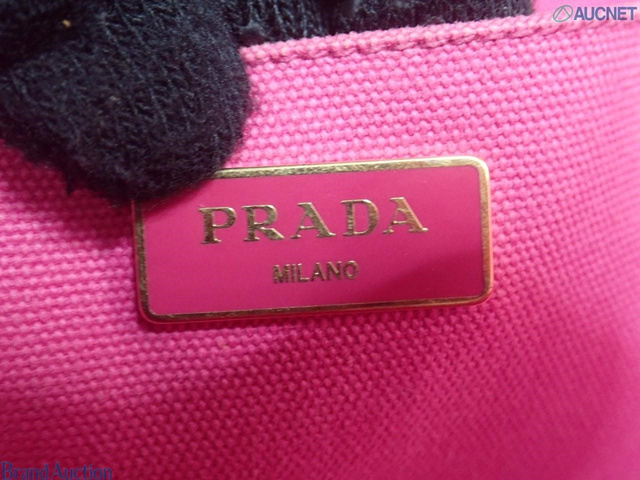 AUCNET
PRADA
MILANO
Brand Auction